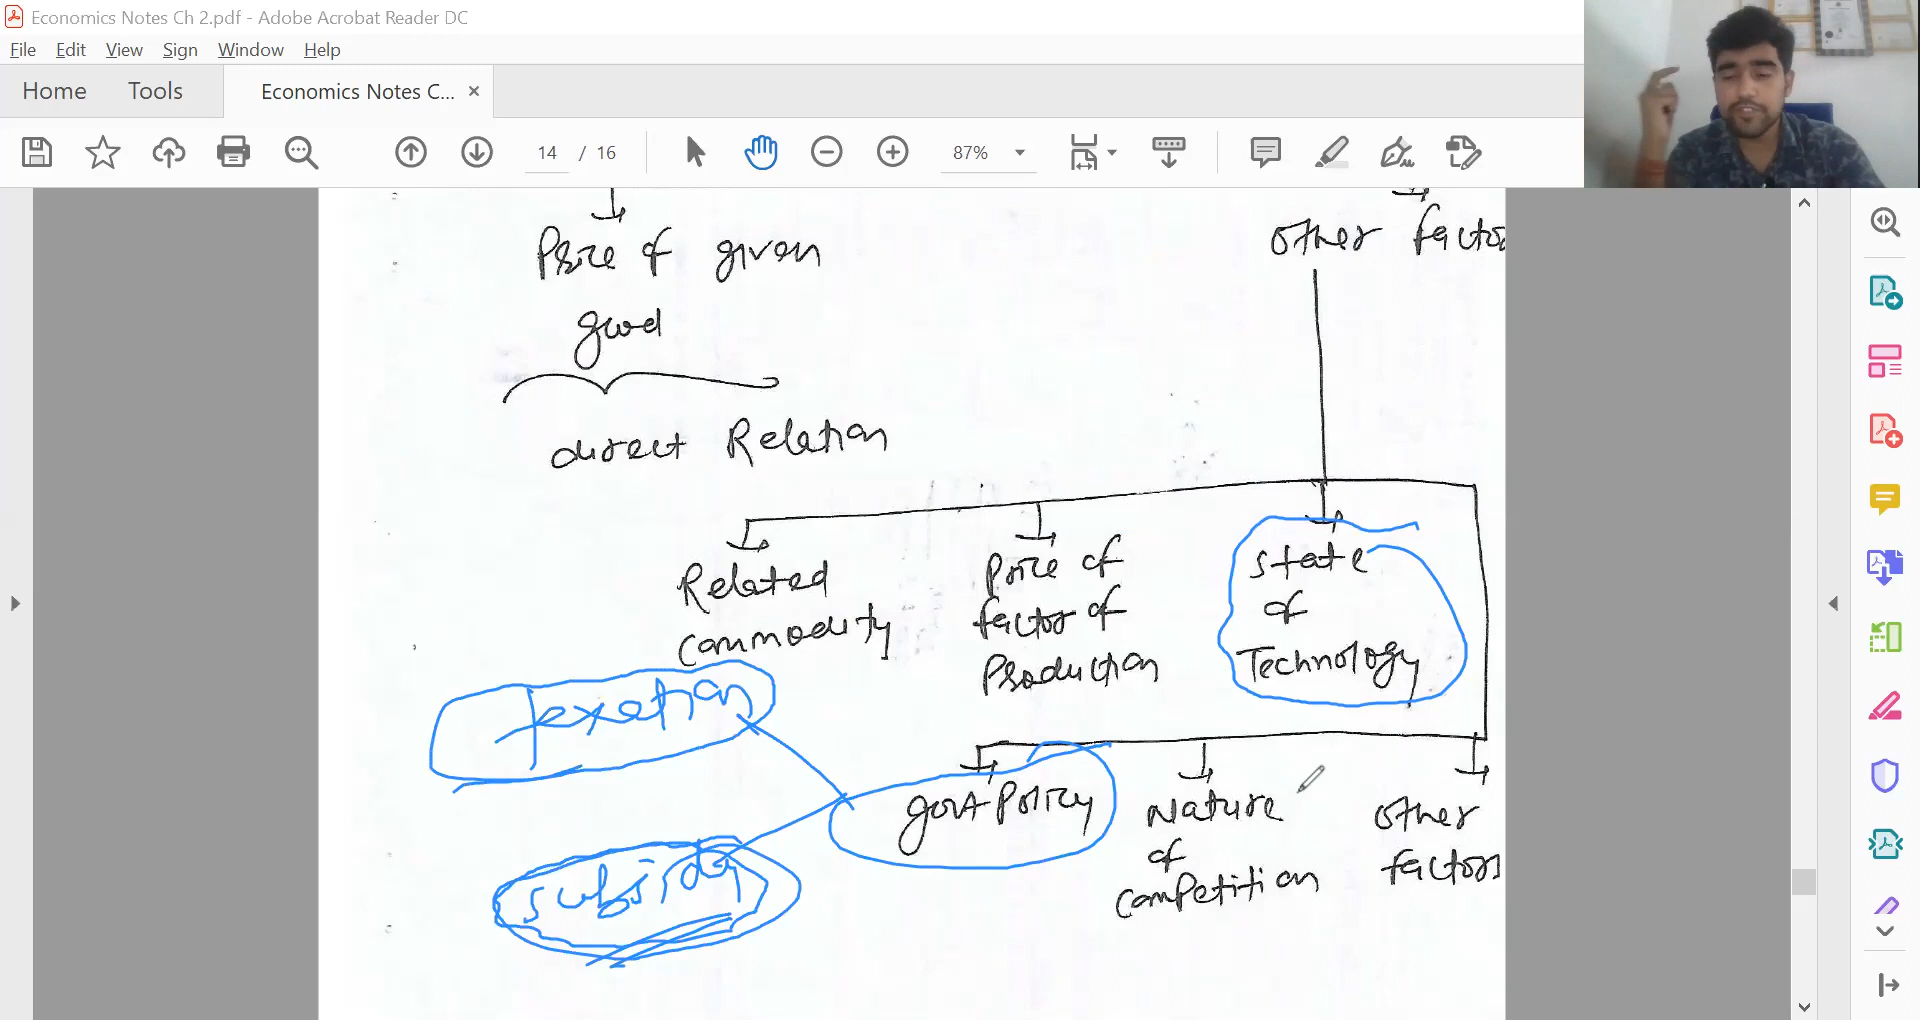 Economics Notes Ch 2.pdf - Adobe Acrobat Reader DC
File Edit View Sign Window Help
Home Tools Economics Notes C... ×
14 / 16 87%
Price of given
good
direct Relation
other factor
Related
commodity
Price of
factor of
Production
state
of
Technology
texation
subsidy
govt Policy
Nature
of
competition
other
factors